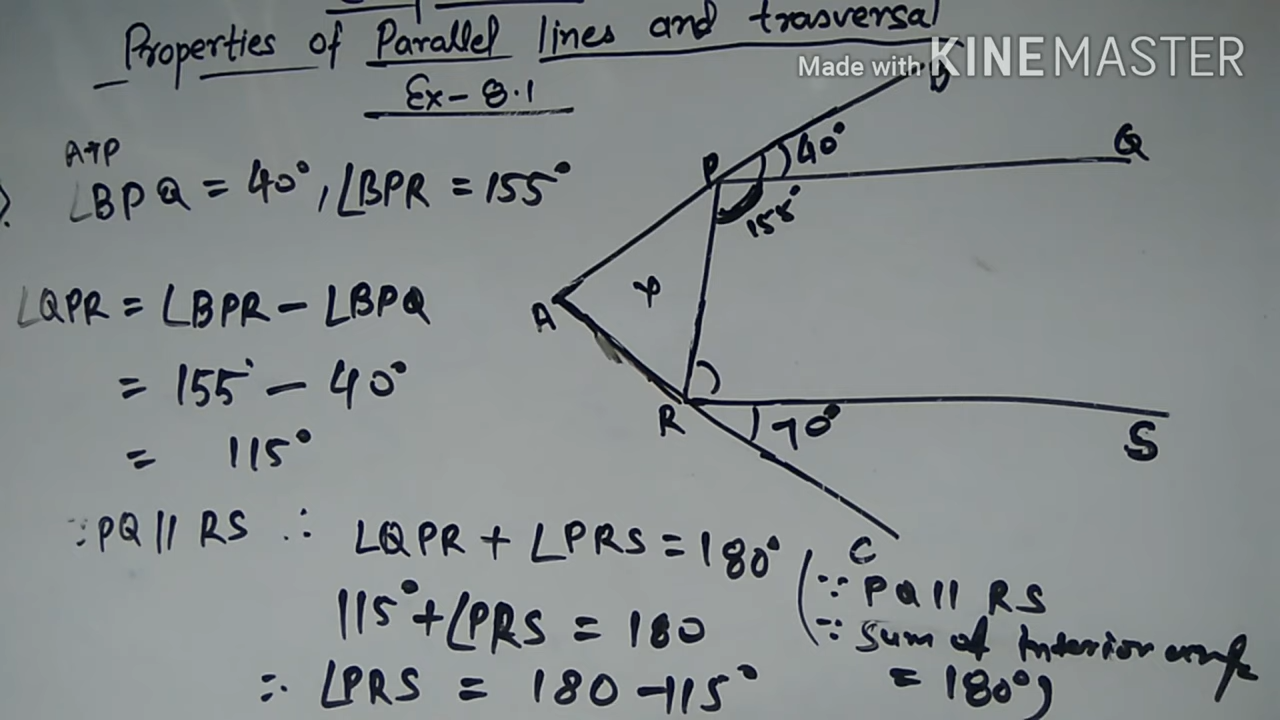 Properties of Parallel lines and trasversal
Made with KINEMASTER
Ex - 8.1
A→P
∠BPQ = 40°, ∠BPR = 155°
∠QPR = ∠BPR - ∠BPQ
= 155° - 40°
= 115°
∵ PQ || RS ∴ ∠QPR + ∠PRS = 180°
115° + ∠PRS = 180
∴ ∠PRS = 180 - 115°
(∵ PQ || RS
∵ Sum of interior
= 180°)
P
40°
Q
155°
A
R
70°
S
C